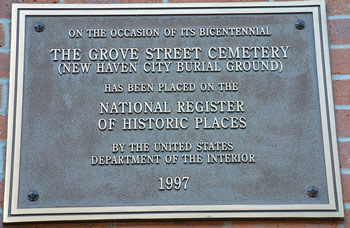 ON THE OCCASION OF ITS BICENTENNIAL
THE GROVE STREET CEMETERY
(NEW HAVEN CITY BURIAL GROUND)
HAS BEEN PLACED ON THE
NATIONAL REGISTER
OF HISTORIC PLACES
BY THE UNITED STATES
DEPARTMENT OF THE INTERIOR
1997